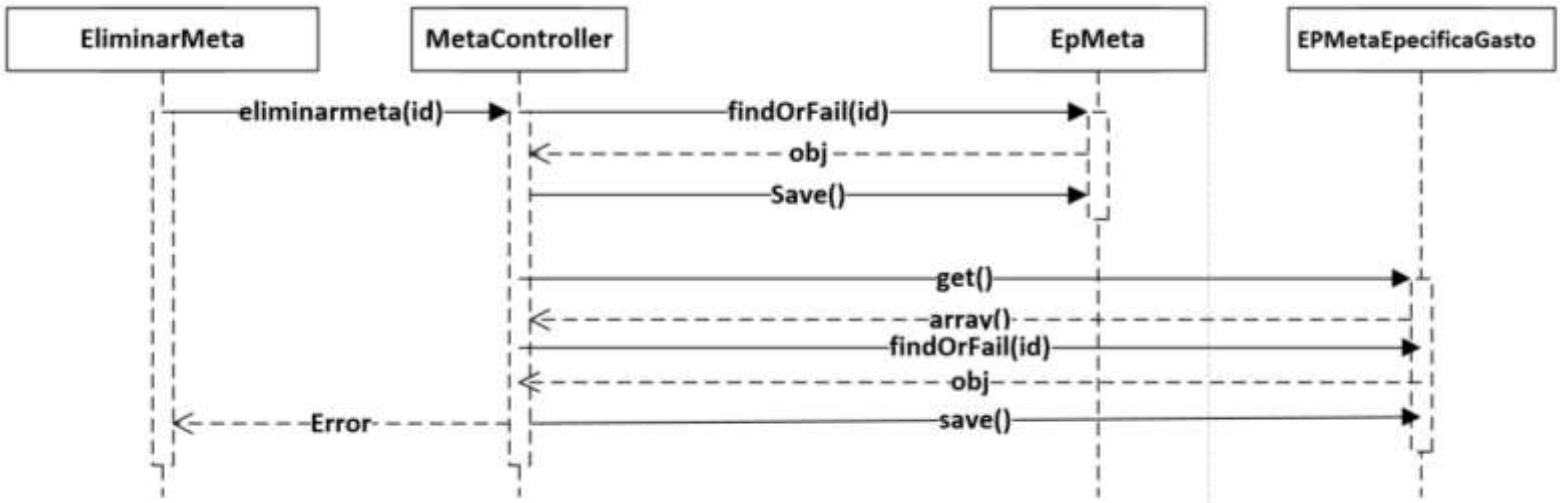 EliminarMeta
MetaController
EpMeta
EPMetaEpecificaGasto
eliminarmeta(id)
findOrFail(id)
obj
Save()
get()
array()
findOrFail(id)
obj
Error
save()